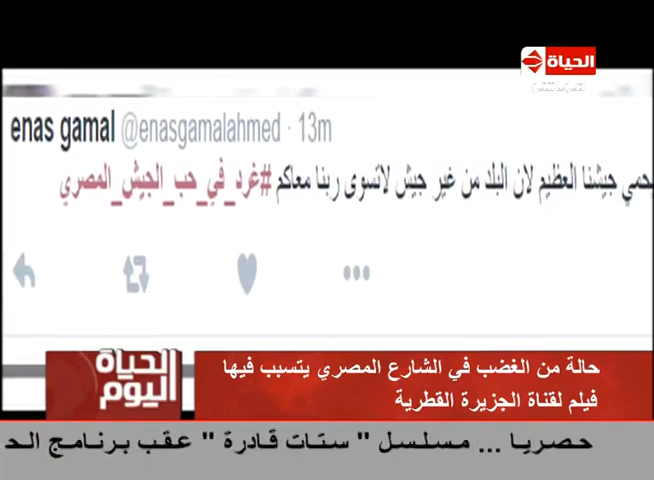 الحياة
enas gamal @enasgamalahmed · 13m
يحمي جيشنا العظيم لان البلد من غير جيش لاتسوى ربنا معاكم #غرد_في_حب_الجيش_المصري
حالة من الغضب في الشارع المصري يتسبب فيها
فيلم لقناة الجزيرة القطرية
الحياة
اليوم
حصريا ... مسلسل " ستات قادرة " عقب برنامج الحـ